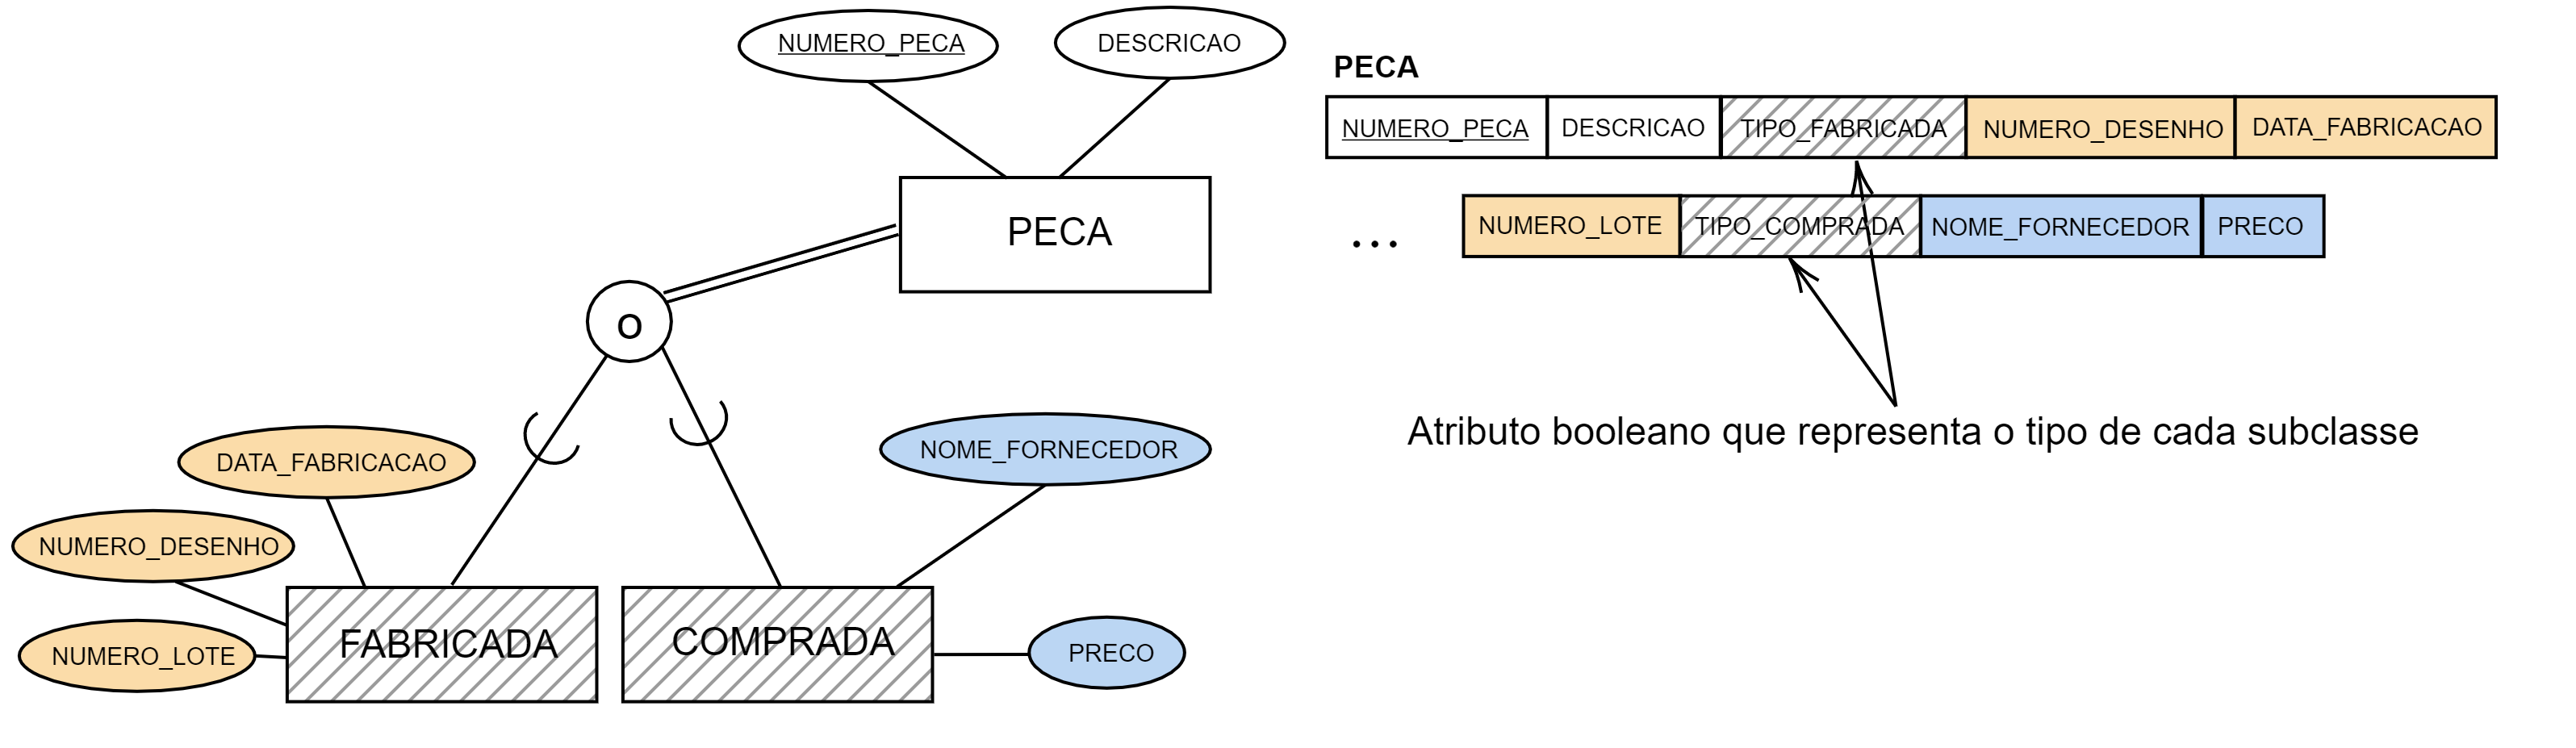 NUMERO_PECA
DESCRICAO
PECA
O
DATA_FABRICACAO
NUMERO_DESENHO
NUMERO_LOTE
FABRICADA
COMPRADA
NOME_FORNECEDOR
PRECO
PECA
NUMERO_PECA DESCRICAO TIPO_FABRICADA NUMERO_DESENHO DATA_FABRICACAO
... NUMERO_LOTE TIPO_COMPRADA NOME_FORNECEDOR PRECO
Atributo booleano que representa o tipo de cada subclasse